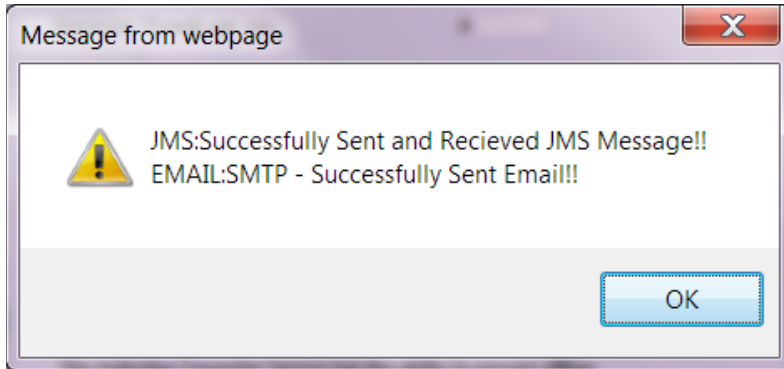 Message from webpage
JMS:Successfully Sent and Recieved JMS Message!!
EMAIL:SMTP - Successfully Sent Email!!
OK